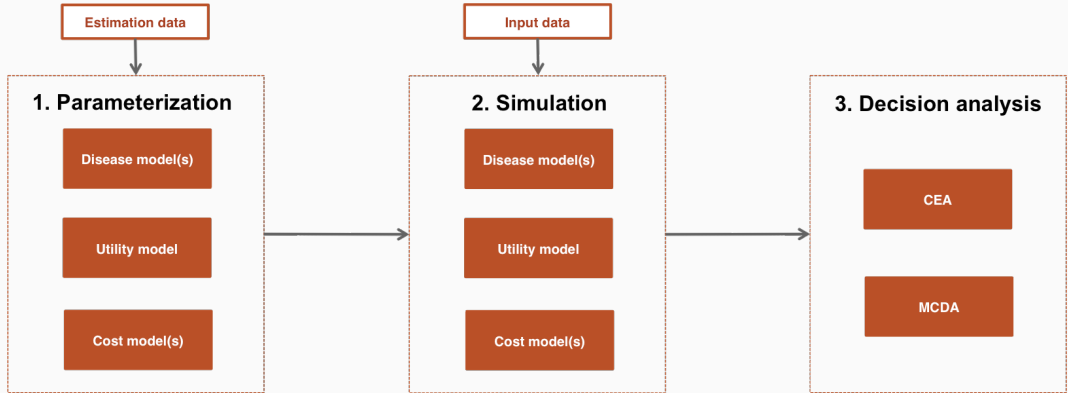 Estimation data
Input data
1. Parameterization
Disease model(s)
Utility model
Cost model(s)
2. Simulation
Disease model(s)
Utility model
Cost model(s)
3. Decision analysis
CEA
MCDA